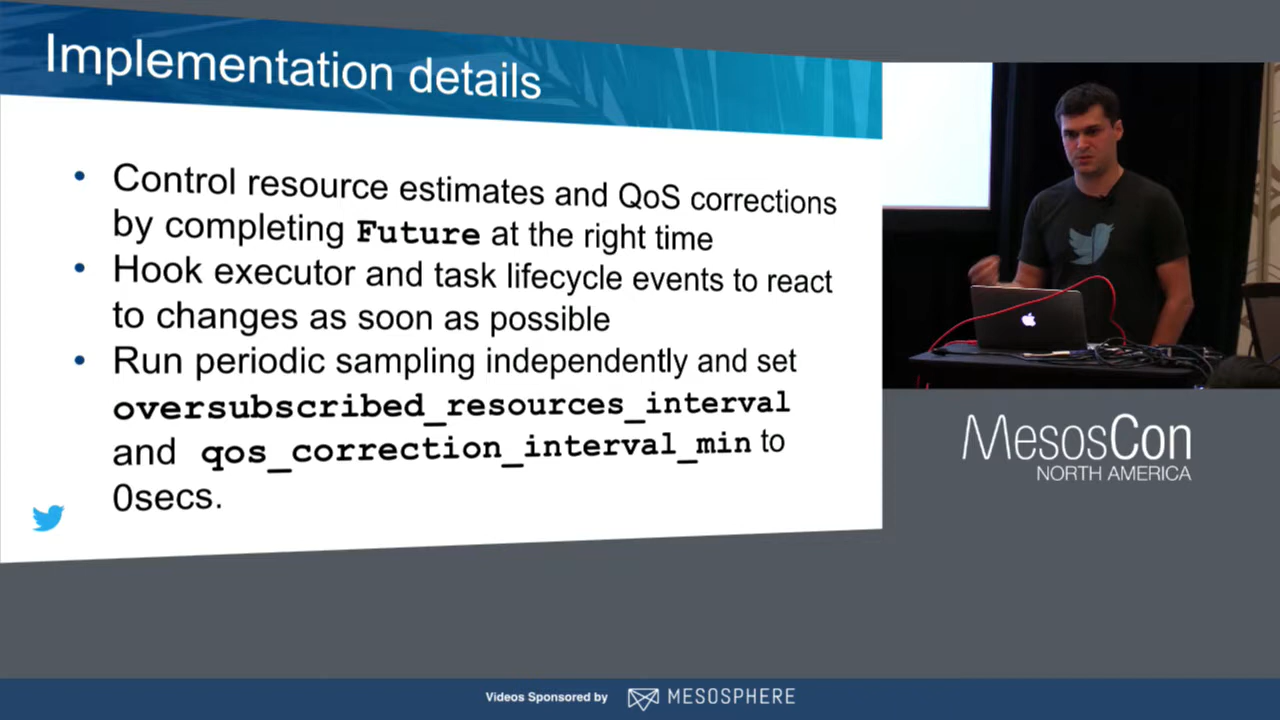 Implementation details
• Control resource estimates and QoS corrections
by completing Future at the right time
• Hook executor and task lifecycle events to react
to changes as soon as possible
• Run periodic sampling independently and set
oversubscribed_resources_interval
and qos_correction_interval_min to
0secs.
MesosCon
NORTH AMERICA
Videos Sponsored by MESOSPHERE